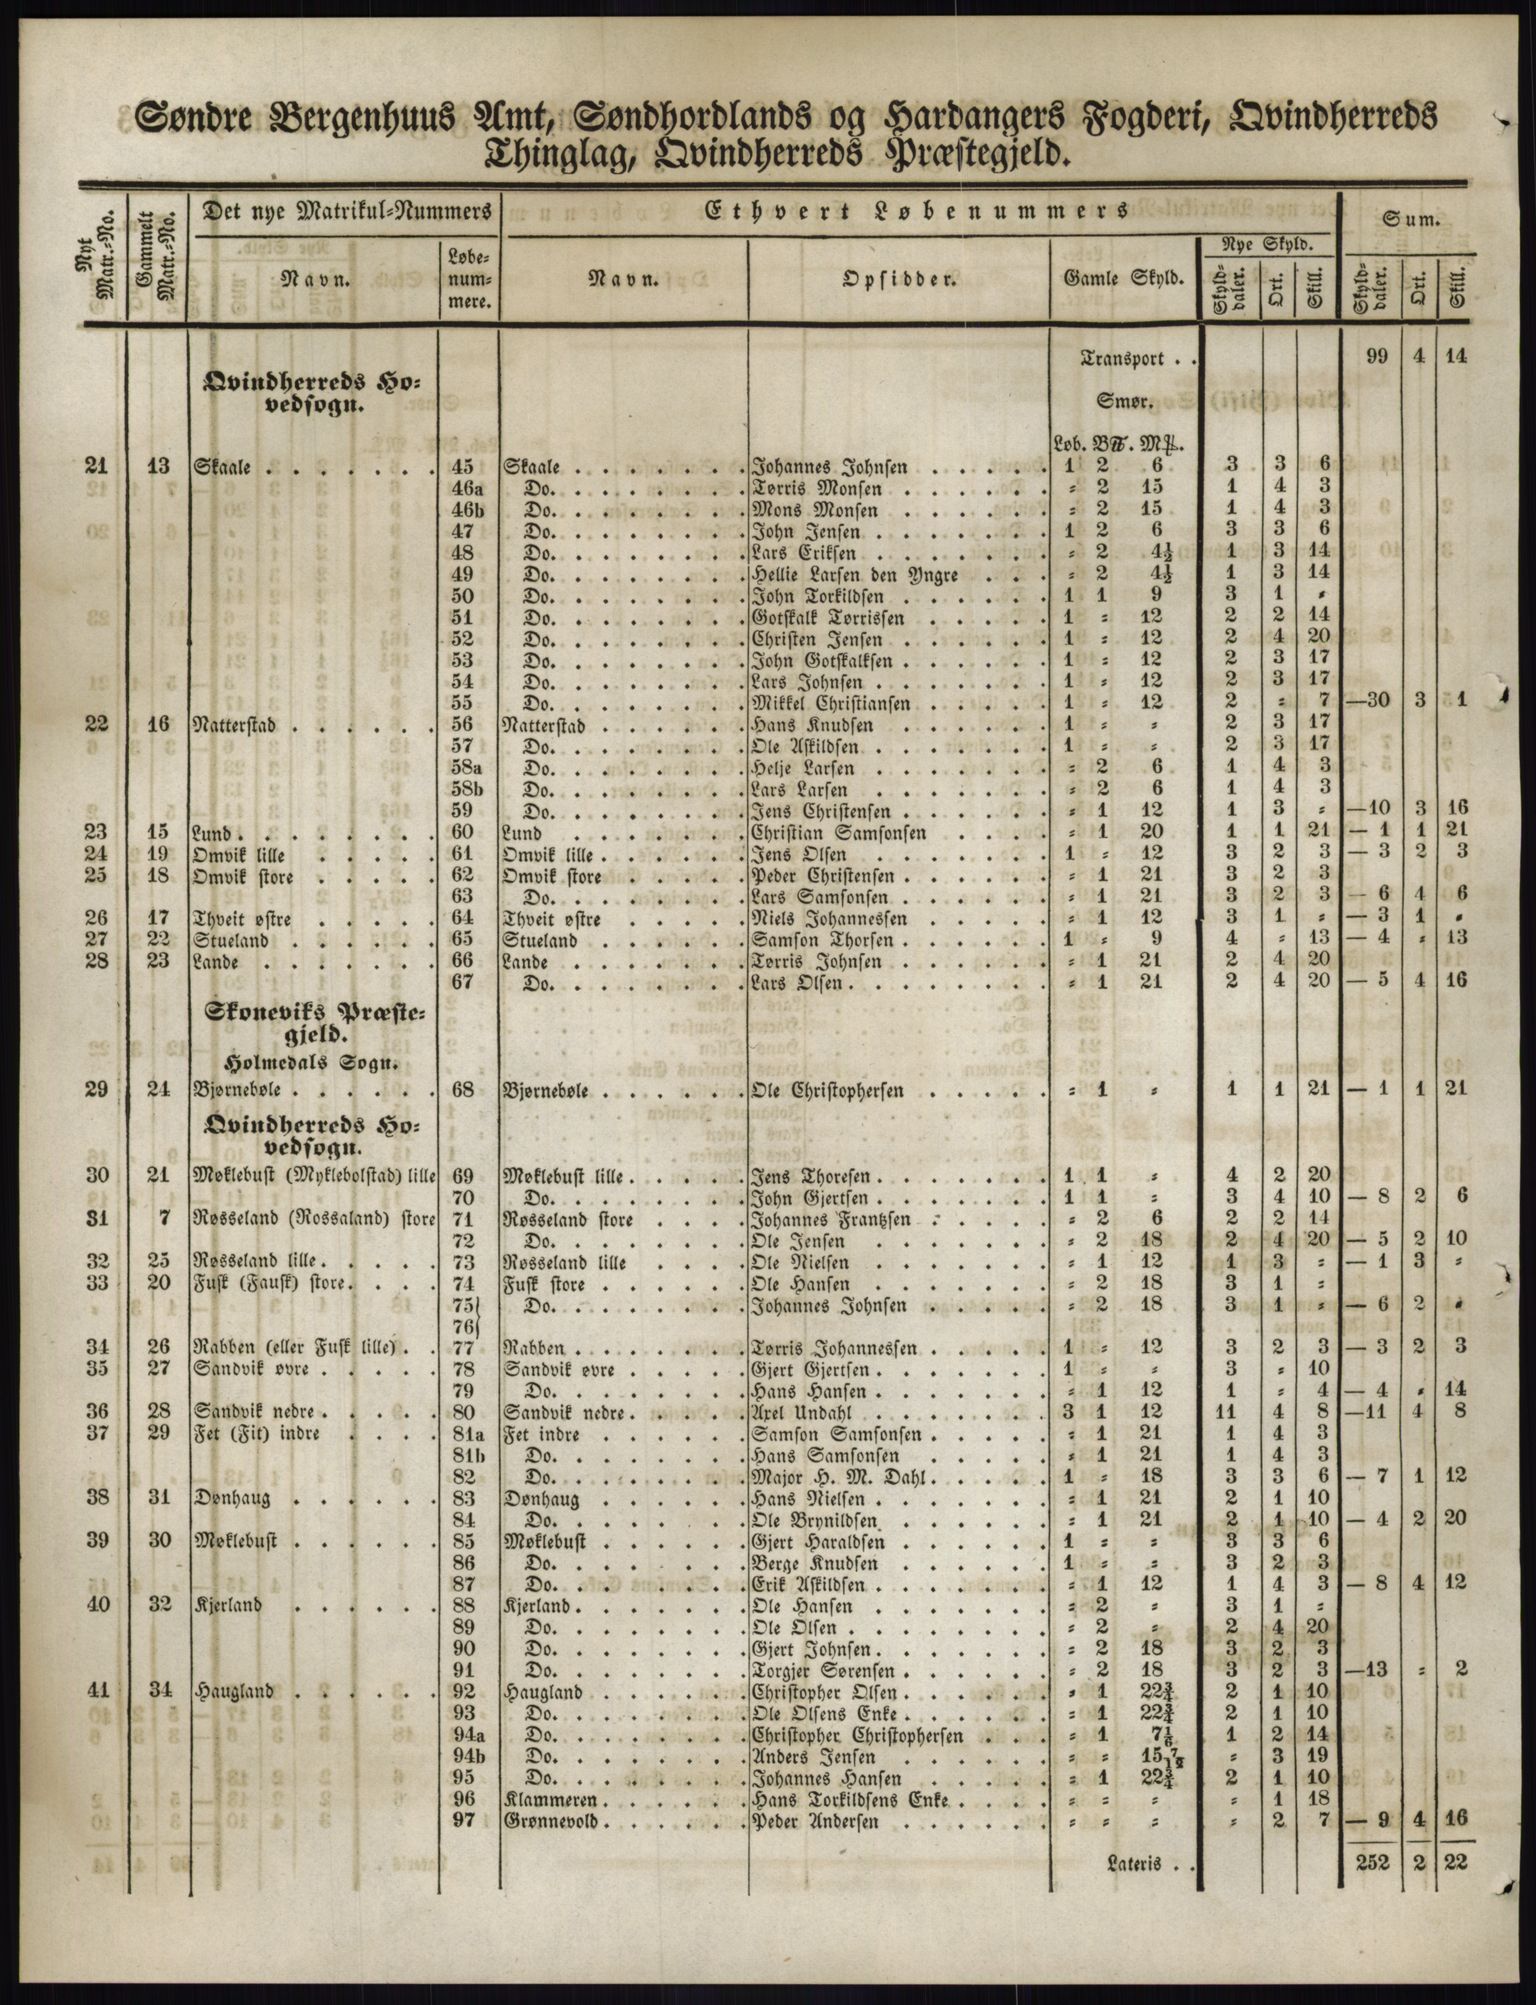 Søndre Bergenhuus Amt, Søndhordlands og Hardangers Fogderi, Qvindherreds
Thinglag, Qvindherreds Præstegjeld.
Nyt Matr.-No. Gammelt Matr.-No. Det nye Matrikul-Nummers Ethvert Løbenummers Sum.
Navn. Løbe-nummere. Navn. Opsidder. Gamle Skyld. Nye Skyld. Skylddaler. Ort. Skill. Skylddaler. Ort. Skill.
Transport . . 99 4 14
Qvindherreds Ho-
vedsogn.
Smør.
Løb. B℔. M℔.
21 13 Skaale 45 Skaale Johannes Johnsen 1 2 6 3 3 6
46a Do. Tørris Monsen - 2 15 1 4 3
46b Do. Mons Monsen - 2 15 1 4 3
47 Do. John Jensen 1 2 6 3 3 6
48 Do. Lars Eriksen - 2 4½ 1 3 14
49 Do. Hellie Larsen den Yngre - 2 4½ 1 3 14
50 Do. John Torkildsen 1 1 9 3 1 -
51 Do. Gotskalk Tørrissen 1 - 12 2 2 14
52 Do. Christen Jensen 1 - 12 2 4 20
53 Do. John Gotskalksen 1 - 12 2 3 17
54 Do. Lars Johnsen 1 - 12 2 3 17
55 Do. Mikkel Christiansen 1 - 12 2 - 7 —30 3 1
22 16 Natterstad 56 Natterstad Hans Knudsen 1 - - 2 3 17
57 Do. Ole Askildsen 1 - - 2 3 17
58a Do. Helje Larsen - 2 6 1 4 3
58b Do. Lars Larsen - 2 6 1 4 3
59 Do. Jens Christensen - 1 12 1 3 - —10 3 16
23 15 Lund 60 Lund Christian Samsonsen - 1 20 1 1 21 — 1 1 21
24 19 Omvik lille 61 Omvik lille Jens Olsen 1 - 12 3 2 3 — 3 2 3
25 18 Omvik store 62 Omvik store Peder Christensen - 1 21 3 2 3
63 Do. Lars Samsonsen - 1 21 3 2 3 — 6 4 6
26 17 Thveit østre 64 Thveit østre Niels Johannessen - 1 12 3 1 - — 3 1 -
27 22 Stueland 65 Stueland Samson Thorsen 1 - 9 4 - 13 — 4 - 13
28 23 Lande 66 Lande Tørris Johnsen - 1 21 2 4 20
67 Do. Lars Olsen - 1 21 2 4 20 — 5 4 16
Skoneviks Præste-
gjeld.
Holmedals Sogn.
29 24 Bjørnebøle 68 Bjørnebøle Ole Christophersen - 1 - 1 1 21 — 1 1 21
Qvindherreds Ho-
vedsogn.
30 21 Møklebust (Myklebolstad) lille 69 Møklebust lille Jens Thoresen 1 1 - 4 2 20
70 Do. John Gjertsen 1 1 - 3 4 10 — 8 2 6
31 7 Røsseland (Rossaland) store 71 Røsseland store Johannes Frantzsen - 2 6 2 2 14
72 Do. Ole Jensen - 2 18 2 4 20 — 5 2 10
32 25 Røsseland lille 73 Røsseland lille Ole Nielsen - 1 12 1 3 - — 1 3 -
33 20 Fusk (Fausk) store 74 Fusk store Ole Hansen - 2 18 3 1 -
75} Do. Johannes Johnsen - 2 18 3 1 - — 6 2 -
76}
34 26 Rabben (eller Fusk lille) 77 Rabben Tørris Johannessen 1 - 12 3 2 3 — 3 2 3
35 27 Sandvik øvre 78 Sandvik øvre Gjert Gjertsen 1 - - 3 - 10
79 Do. Hans Hansen - 1 12 1 - 4 — 4 - 14
36 28 Sandvik nedre 80 Sandvik nedre Axel Undahl 3 1 12 11 4 8 —11 4 8
37 29 Fet (Fit) indre 81a Fet indre Samson Samsonsen - 1 21 1 4 3
81b Do. Hans Samsonsen - 1 21 1 4 3
82 Do. Major H. M. Dahl 1 - 18 3 3 6 — 7 1 12
38 31 Dønhaug 83 Dønhaug Hans Nielsen - 1 21 2 1 10
84 Do. Ole Brynildsen - 1 21 2 1 10 — 4 2 20
39 30 Møklebust 85 Møklebust Gjert Haraldsen 1 - - 3 3 6
86 Do. Berge Knudsen 1 - - 3 2 3
87 Do. Erik Askildsen - 1 12 1 4 3 — 8 4 12
40 32 Kjerland 88 Kjerland Ole Hansen - 2 - 3 1 -
89 Do. Ole Olsen - 2 - 2 4 20
90 Do. Gjert Johnsen - 2 18 3 2 3
91 Do. Torgjer Sørensen - 2 18 3 2 3 —13 - 2
41 34 Haugland 92 Haugland Christopher Olsen - 1 22¾ 2 1 10
93 Do. Ole Olsens Enke - 1 22¾ 2 1 10
94a Do. Christopher Christophersen - 1 7⅙ 1 2 14
94b Do. Anders Jensen - - 15 7/12 - 3 19
95 Do. Johannes Hansen - 1 22¾ 2 1 10
96 Klammeren Hans Torkildsens Enke - - - - 1 18
97 Grønnevold Peder Andersen - - - - 2 7 — 9 4 16
Lateris . . 252 2 22